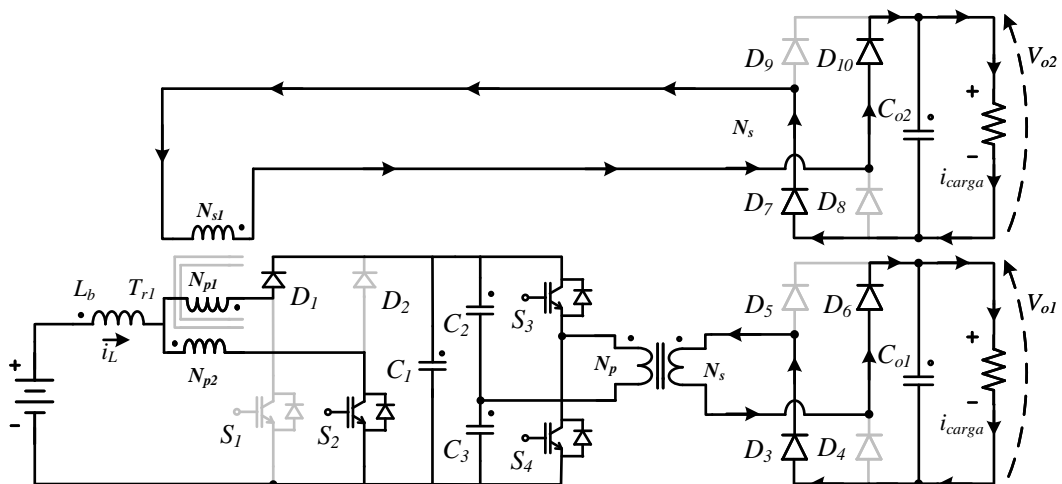 D9
D10
Vo2
+
Co2
Ns
-
icarga
D7
D8
Ns1
Lb
Tr1
Np1
D1
D2
D5
D6
Vo1
+
iL
Np2
C1
C2
S3
Np
Ns
Co1
+
-
S1
S2
C3
S4
D3
D4
-
icarga